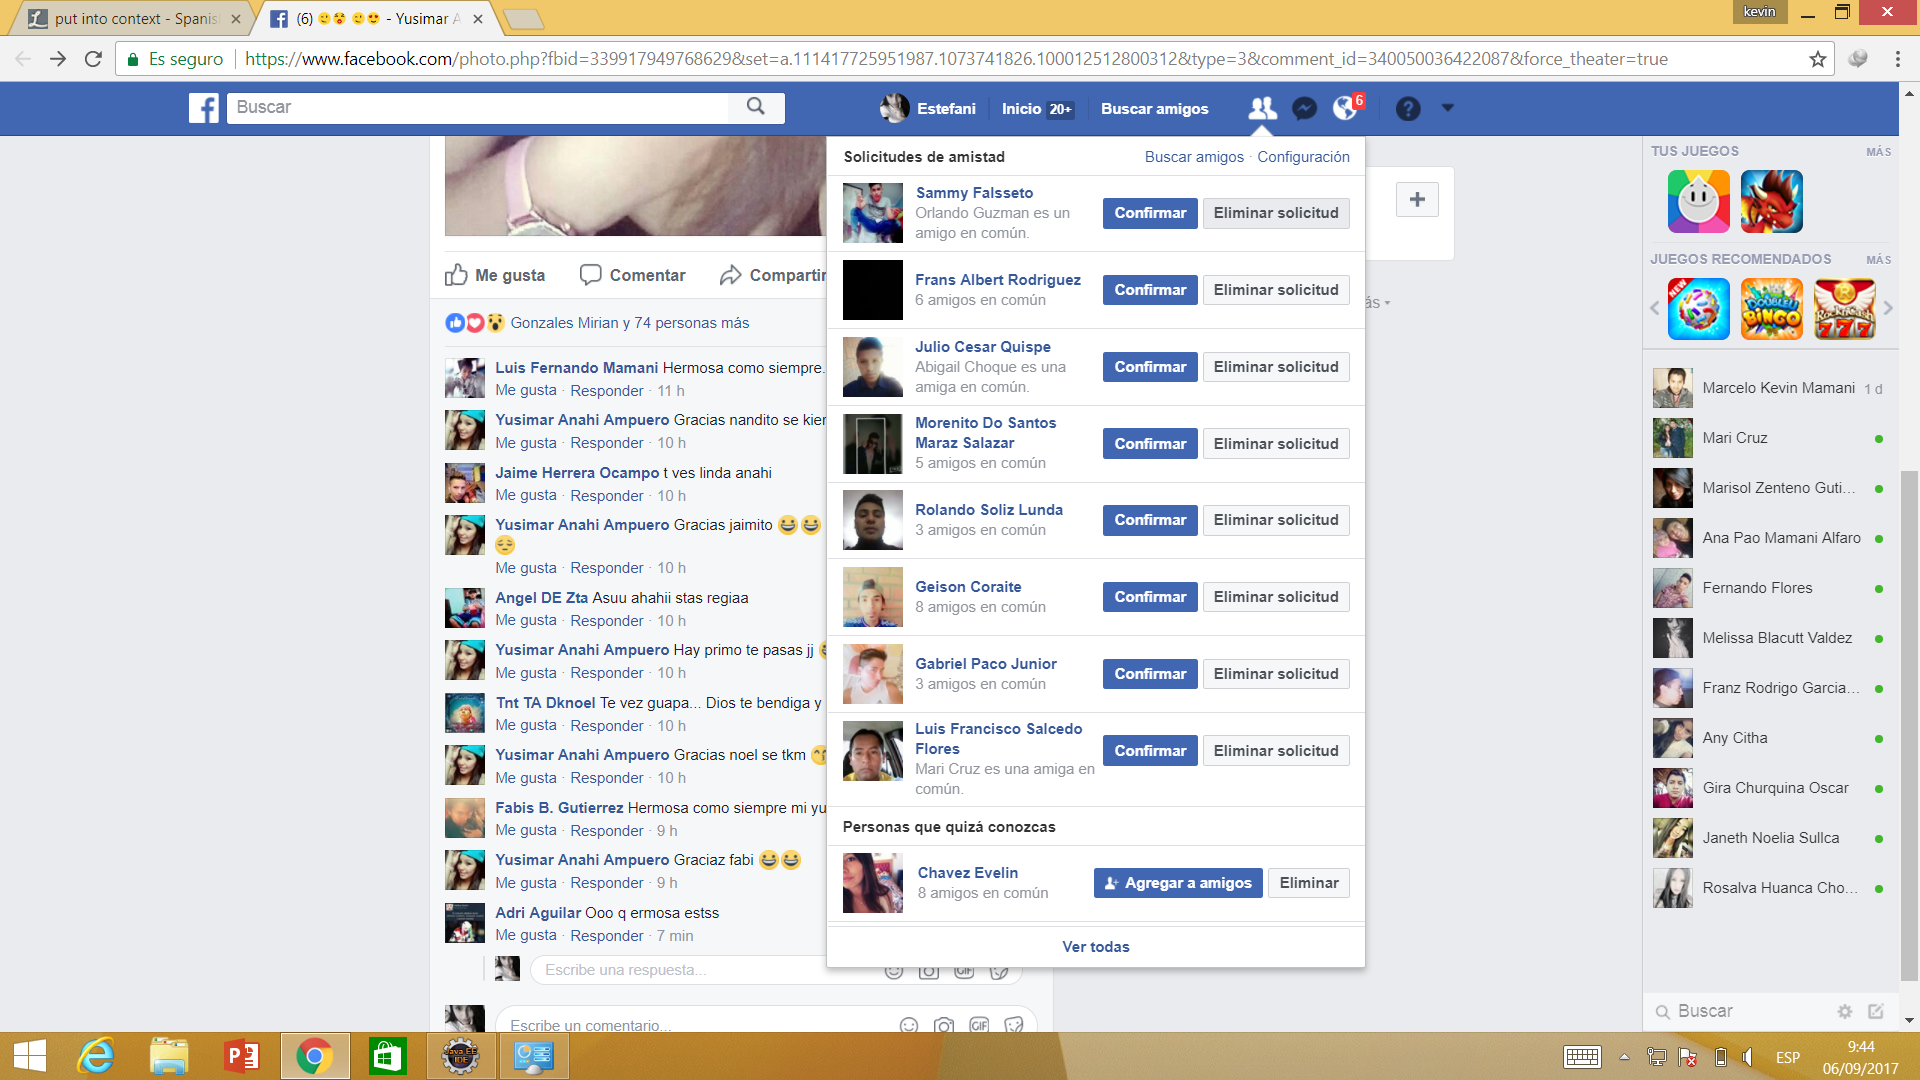 put into context - Spanis
(6) - Yusimar A
kevin
Es seguro
https://www.facebook.com/photo.php?fbid=339917949768629&set=a.111417725951987.1073741826.100012512800312&type=3&comment_id=340050036422087&force_theater=true
Buscar
Estefani
Inicio 20+
Buscar amigos
6
Me gusta
Comentar
Compartir
Gonzales Mirian y 74 personas más
Luis Fernando Mamani Hermosa como siempre.
Me gusta · Responder · 11 h
Yusimar Anahi Ampuero Gracias nandito se kier
Me gusta · Responder · 10 h
Jaime Herrera Ocampo t ves linda anahi
Me gusta · Responder · 10 h
Yusimar Anahi Ampuero Gracias jaimito 😀😀
😔
Me gusta · Responder · 10 h
Angel DE Zta Asuu ahahii stas regiaa
Me gusta · Responder · 10 h
Yusimar Anahi Ampuero Hay primo te pasas jj
Me gusta · Responder · 10 h
Tnt TA Dknoel Te vez guapa... Dios te bendiga y
Me gusta · Responder · 10 h
Yusimar Anahi Ampuero Gracias noel se tkm
Me gusta · Responder · 10 h
Fabis B. Gutierrez Hermosa como siempre mi yu
Me gusta · Responder · 9 h
Yusimar Anahi Ampuero Graciaz fabi 😀😀
Me gusta · Responder · 9 h
Adri Aguilar Ooo q ermosa estss
Me gusta · Responder · 7 min
Escribe una respuesta...
GIF
Escribe un comentario...
GIF
Solicitudes de amistad
Buscar amigos · Configuración
Sammy Falsseto
Orlando Guzman es un
amigo en común.
Confirmar
Eliminar solicitud
Frans Albert Rodriguez
6 amigos en común
Confirmar
Eliminar solicitud
Julio Cesar Quispe
Abigail Choque es una
amiga en común.
Confirmar
Eliminar solicitud
Morenito Do Santos
Maraz Salazar
5 amigos en común
Confirmar
Eliminar solicitud
Rolando Soliz Lunda
3 amigos en común
Confirmar
Eliminar solicitud
Geison Coraite
8 amigos en común
Confirmar
Eliminar solicitud
Gabriel Paco Junior
3 amigos en común
Confirmar
Eliminar solicitud
Luis Francisco Salcedo
Flores
Mari Cruz es una amiga en
común.
Confirmar
Eliminar solicitud
Personas que quizá conozcas
Chavez Evelin
8 amigos en común
Agregar a amigos
Eliminar
Ver todas
ás
TUS JUEGOS
MÁS
JUEGOS RECOMENDADOS
MÁS
NEW
DOUBLEU
BINGO
777
Marcelo Kevin Mamani 1 d
Mari Cruz
Marisol Zenteno Guti...
Ana Pao Mamani Alfaro
Fernando Flores
Melissa Blacutt Valdez
Franz Rodrigo Garcia...
Any Citha
Gira Churquina Oscar
Janeth Noelia Sullca
Rosalva Huanca Cho...
Buscar
Java EE
IDE
ESP
9:44
06/09/2017